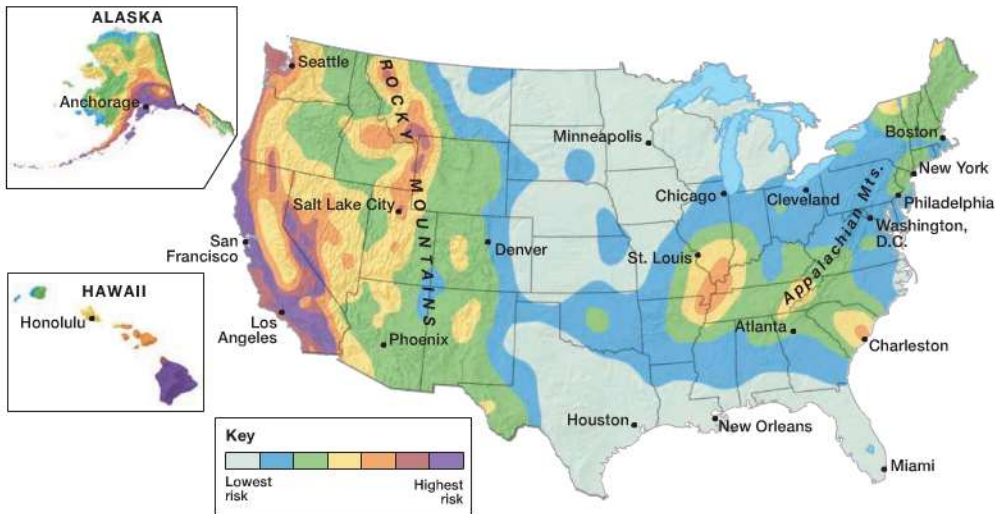 ALASKA
Anchorage
HAWAII
Honolulu
Seattle
ROCKY
MOUNTAINS
Salt Lake City
San
Francisco
Los
Angeles
Phoenix
Denver
Minneapolis
Chicago
Cleveland
St. Louis
Appalachian Mts.
Boston
New York
Philadelphia
Washington,
D.C.
Atlanta
Charleston
Houston
New Orleans
Miami
Key
Lowest
risk
Highest
risk